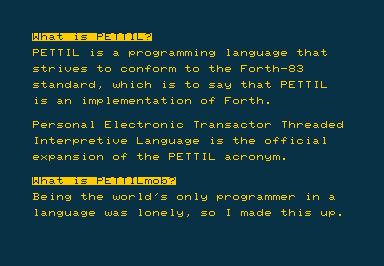 What is PETTIL?
PETTIL is a programming language that
strives to conform to the Forth-83
standard, which is to say that PETTIL
is an implementation of Forth.
Personal Electronic Transactor Threaded
Interpretive Language is the official
expansion of the PETTIL acronym.
What is PETTILmob?
Being the world's only programmer in a
language was lonely, so I made this up.